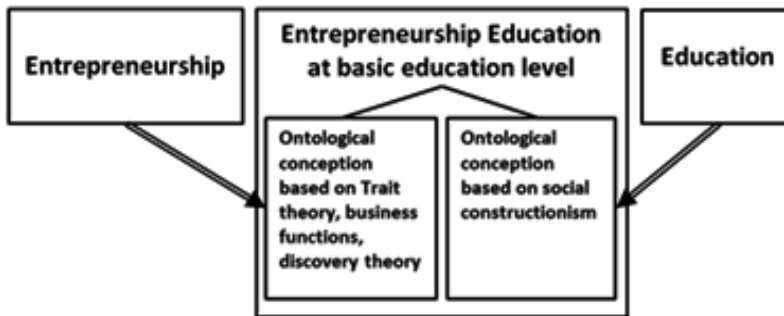 Entrepreneurship
Entrepreneurship Education
at basic education level
Education
Ontological
conception
based on Trait
theory, business
functions,
discovery theory
Ontological
conception
based on social
constructionism